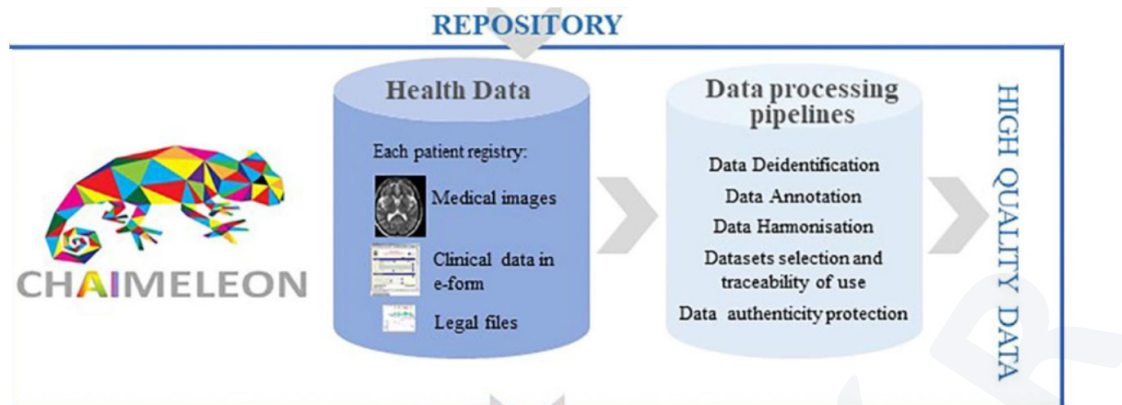 REPOSITORY
Health Data
Each patient registry:
Medical images
Clinical data in
e-form
Legal files
Data processing
pipelines
Data Deidentification
Data Annotation
Data Harmonisation
Datasets selection and
traceability of use
Data authenticity protection
HIGH QUALITY DATA
CHAIMELEON